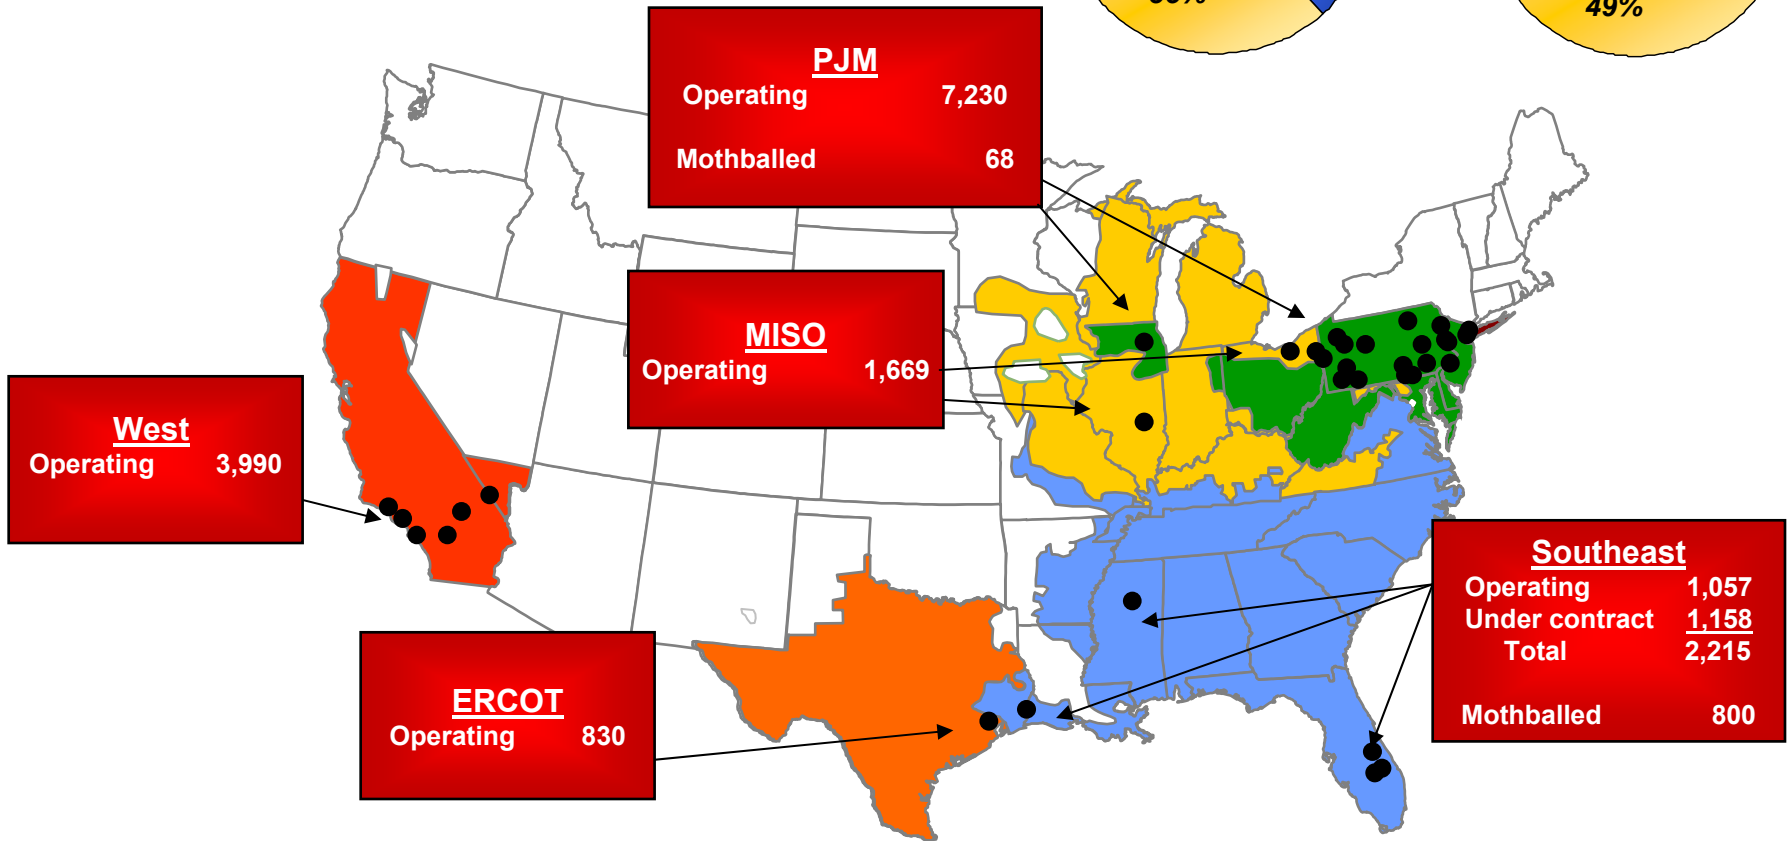 49%
PJM
Operating 7,230
Mothballed 68
MISO
Operating 1,669
West
Operating 3,990
Southeast
Operating 1,057
Under contract 1,158
Total 2,215
Mothballed 800
ERCOT
Operating 830